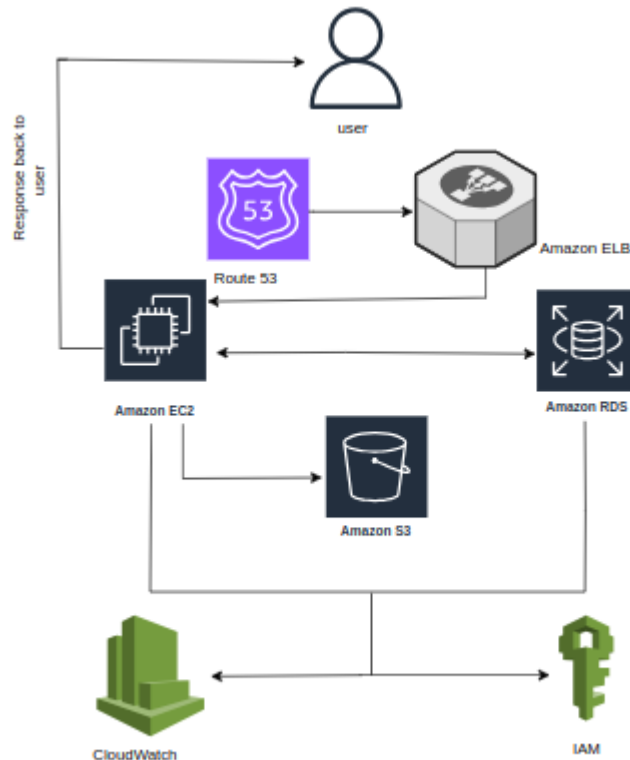 user
Response back to
user
53
Amazon ELB
Route 53
Amazon EC2
Amazon RDS
Amazon S3
CloudWatch
IAM